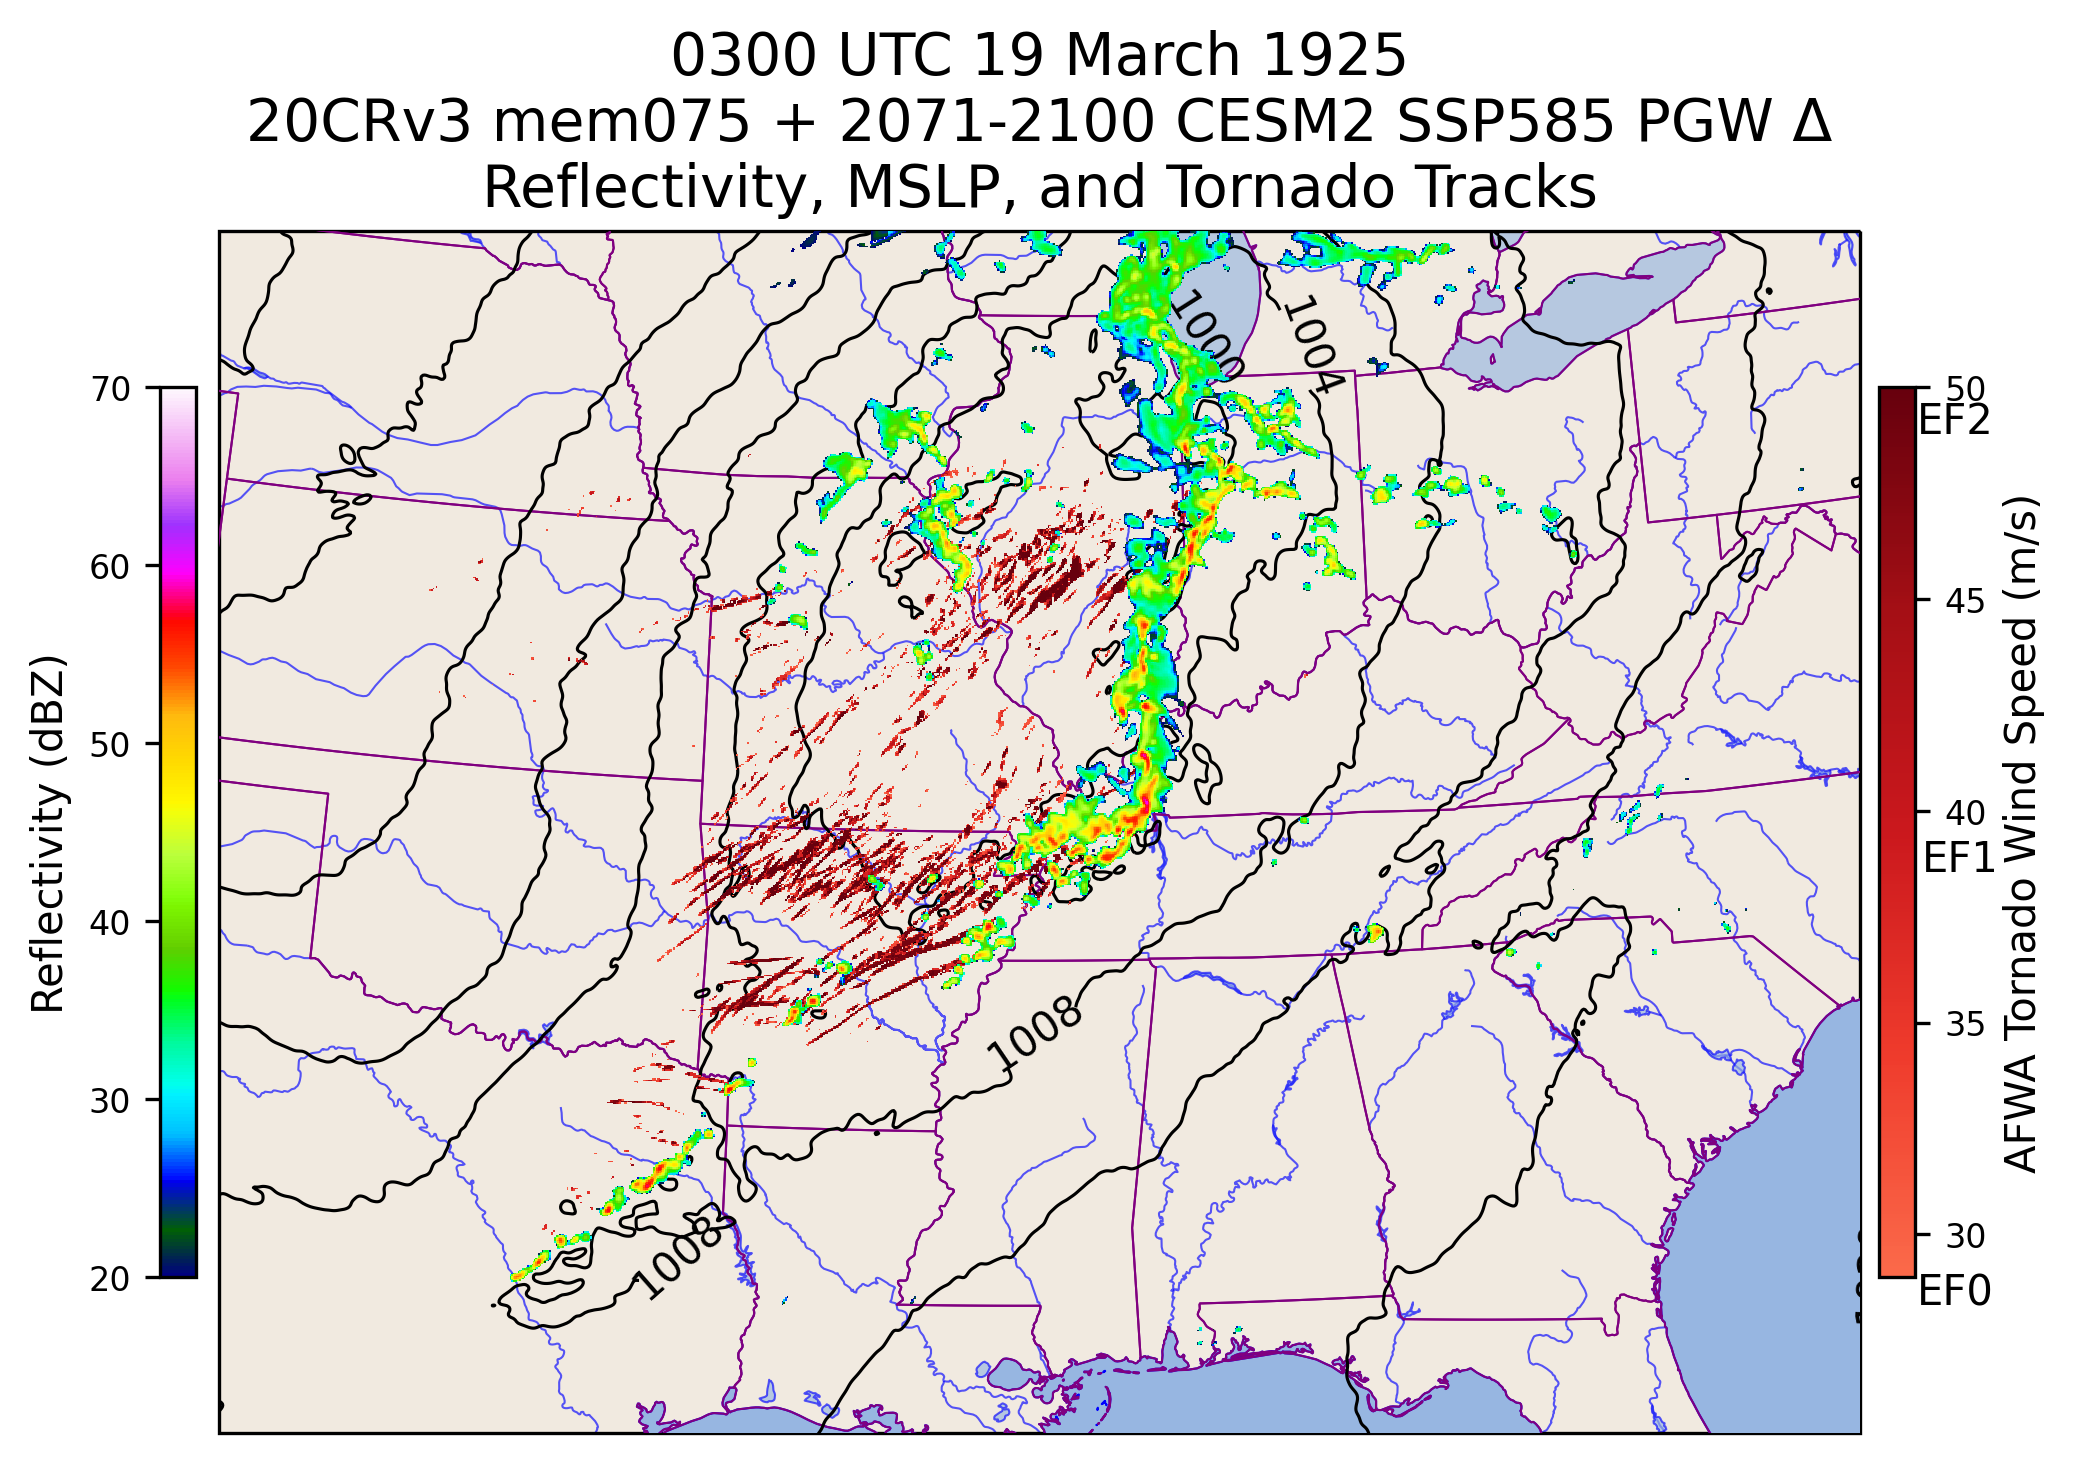 0300 UTC 19 March 1925
20CRv3 mem075 + 2071-2100 CESM2 SSP585 PGW Δ
Reflectivity, MSLP, and Tornado Tracks
Reflectivity (dBZ)
70
60
50
40
30
20
1000
1004
1008
1008
50
EF2
45
40
EF1
35
30
EF0
AFWA Tornado Wind Speed (m/s)